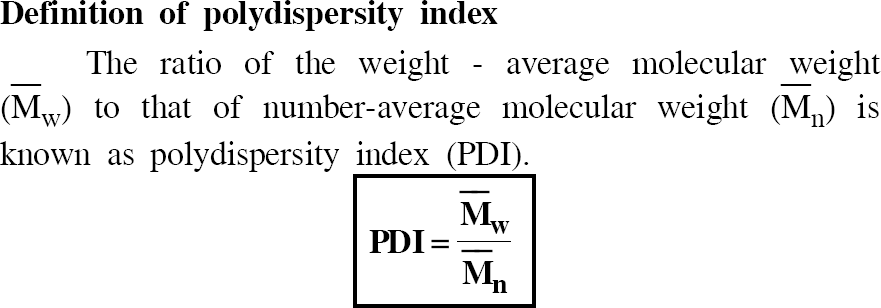 Definition of polydispersity index
The ratio of the weight - average molecular weight
(M̅w) to that of number-average molecular weight (M̅n) is
known as polydispersity index (PDI).
PDI = M̅w / M̅n